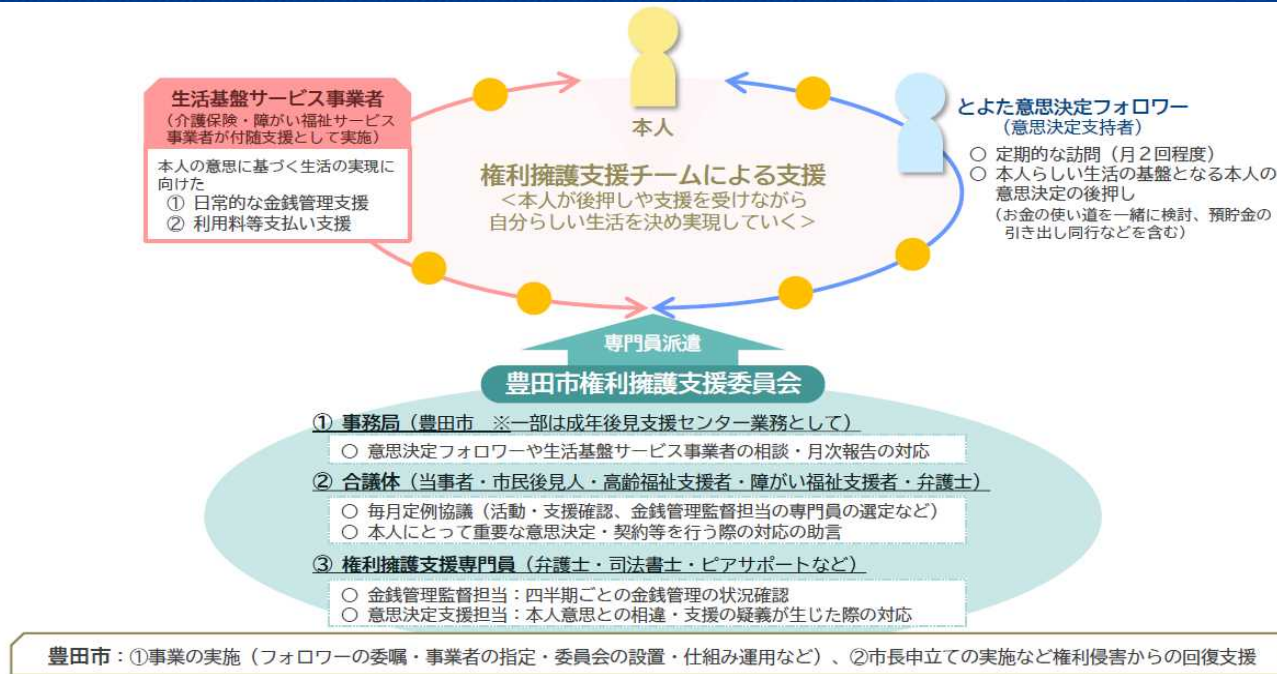 本人
生活基盤サービス事業者
（介護保険・障がい福祉サービス
事業者が付随支援として実施）
本人の意思に基づく生活の実現に
向けた
① 日常的な金銭管理支援
② 利用料等支払い支援
権利擁護支援チームによる支援
＜本人が後押しや支援を受けながら
自分らしい生活を決め実現していく＞
とよた意思決定フォロワー
（意思決定支持者）
○ 定期的な訪問（月２回程度）
○ 本人らしい生活の基盤となる本人の
意思決定の後押し
（お金の使い道を一緒に検討、預貯金の
引き出し同行などを含む）
専門員派遣
豊田市権利擁護支援委員会
① 事務局（豊田市　※一部は成年後見支援センター業務として）
○ 意思決定フォロワーや生活基盤サービス事業者の相談・月次報告の対応
② 合議体（当事者・市民後見人・高齢福祉支援者・障がい福祉支援者・弁護士）
○ 毎月定例協議（活動・支援確認、金銭管理監督担当の専門員の選定など）
○ 本人にとって重要な意思決定・契約等を行う際の対応の助言
③ 権利擁護支援専門員（弁護士・司法書士・ピアサポートなど）
○ 金銭管理監督担当：四半期ごとの金銭管理の状況確認
○ 意思決定支援担当：本人意思との相違・支援の疑義が生じた際の対応
豊田市：①事業の実施（フォロワーの委嘱・事業者の指定・委員会の設置・仕組み運用など）、②市長申立ての実施など権利侵害からの回復支援